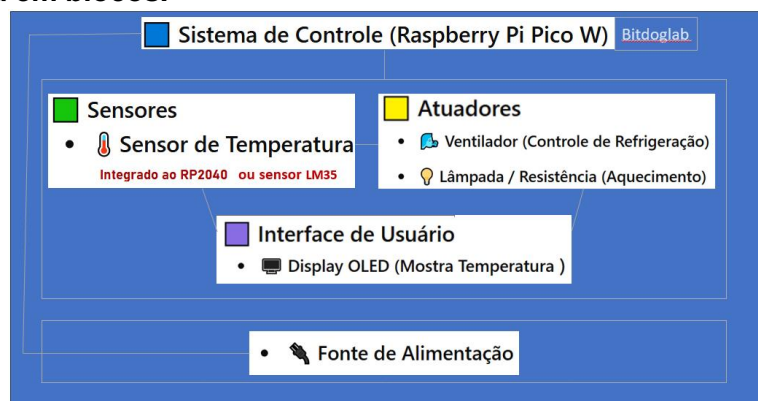 Sistema de Controle (Raspberry Pi Pico W) Bitdoglab
Sensores
• Sensor de Temperatura
Integrado ao RP2040 ou sensor LM35
Atuadores
• Ventilador (Controle de Refrigeração)
• Lâmpada / Resistência (Aquecimento)
Interface de Usuário
• Display OLED (Mostra Temperatura )
• Fonte de Alimentação